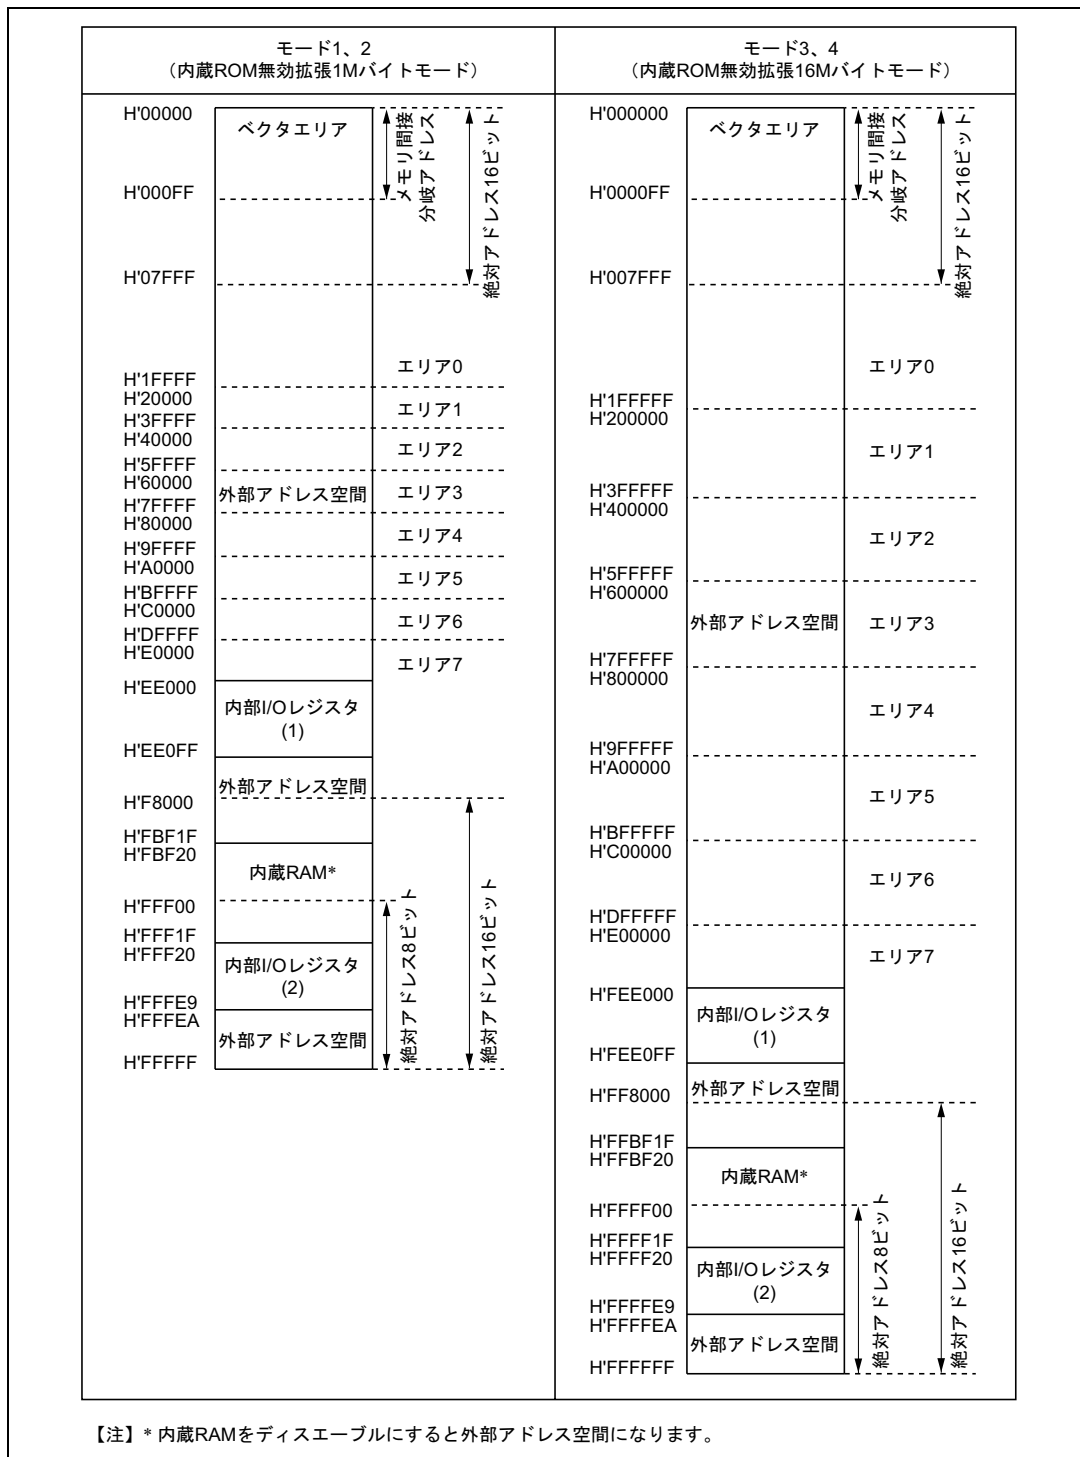 モード1、2
（内蔵ROM無効拡張1Mバイトモード）
H'00000
ベクタエリア
H'000FF
H'07FFF
メモリ間接
分岐アドレス
絶対アドレス16ビット
エリア0
H'1FFFF
H'20000
エリア1
H'3FFFF
H'40000
エリア2
H'5FFFF
H'60000
外部アドレス空間
エリア3
H'7FFFF
H'80000
エリア4
H'9FFFF
H'A0000
エリア5
H'BFFFF
H'C0000
エリア6
H'DFFFF
H'E0000
エリア7
H'EE000
内部I/Oレジスタ
(1)
H'EE0FF
外部アドレス空間
H'F8000
H'FBF1F
H'FBF20
内蔵RAM*
H'FFF00
H'FFF1F
H'FFF20
内部I/Oレジスタ
(2)
H'FFFE9
H'FFFEA
外部アドレス空間
H'FFFFF
絶対アドレス8ビット
絶対アドレス16ビット
モード3、4
（内蔵ROM無効拡張16Mバイトモード）
H'000000
ベクタエリア
H'0000FF
H'007FFF
メモリ間接
分岐アドレス
絶対アドレス16ビット
エリア0
H'1FFFFF
H'200000
エリア1
H'3FFFFF
H'400000
エリア2
H'5FFFFF
H'600000
外部アドレス空間
エリア3
H'7FFFFF
H'800000
エリア4
H'9FFFFF
H'A00000
エリア5
H'BFFFFF
H'C00000
エリア6
H'DFFFFF
H'E00000
エリア7
H'FEE000
内部I/Oレジスタ
(1)
H'FEE0FF
外部アドレス空間
H'FF8000
H'FFBF1F
H'FFBF20
内蔵RAM*
H'FFFF00
H'FFFF1F
H'FFFF20
内部I/Oレジスタ
(2)
H'FFFFE9
H'FFFFEA
外部アドレス空間
H'FFFFFF
絶対アドレス8ビット
絶対アドレス16ビット
【注】* 内蔵RAMをディスエーブルにすると外部アドレス空間になります。